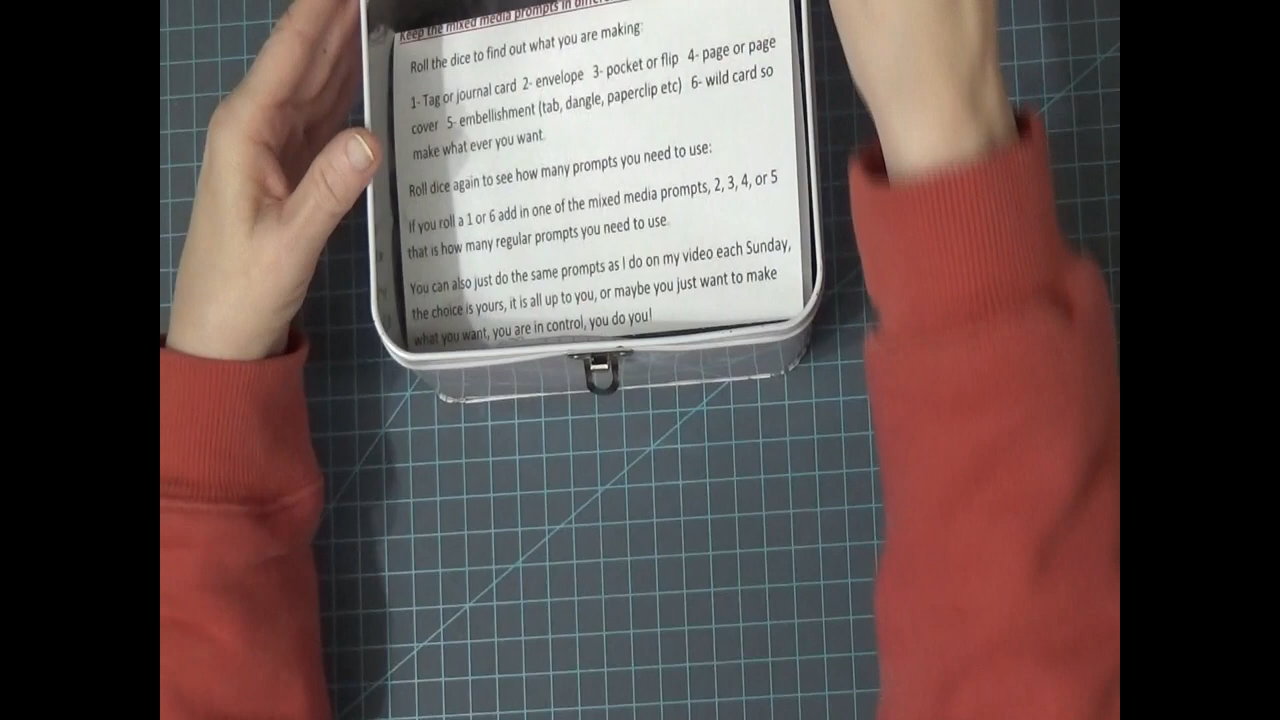 Keep the mixed media prompts in
Roll the dice to find out what you are making:
1- Tag or journal card 2- envelope 3- pocket or flip 4- page or page
cover 5- embellishment (tab, dangle, paperclip etc) 6- wild card so
make what ever you want.
Roll dice again to see how many prompts you need to use:
If you roll a 1 or 6 add in one of the mixed media prompts, 2, 3, 4, or 5
that is how many regular prompts you need to use.
You can also just do the same prompts as I do on my video each Sunday,
the choice is yours, it is all up to you, or maybe you just want to make
what you want, you are in control, you do you!